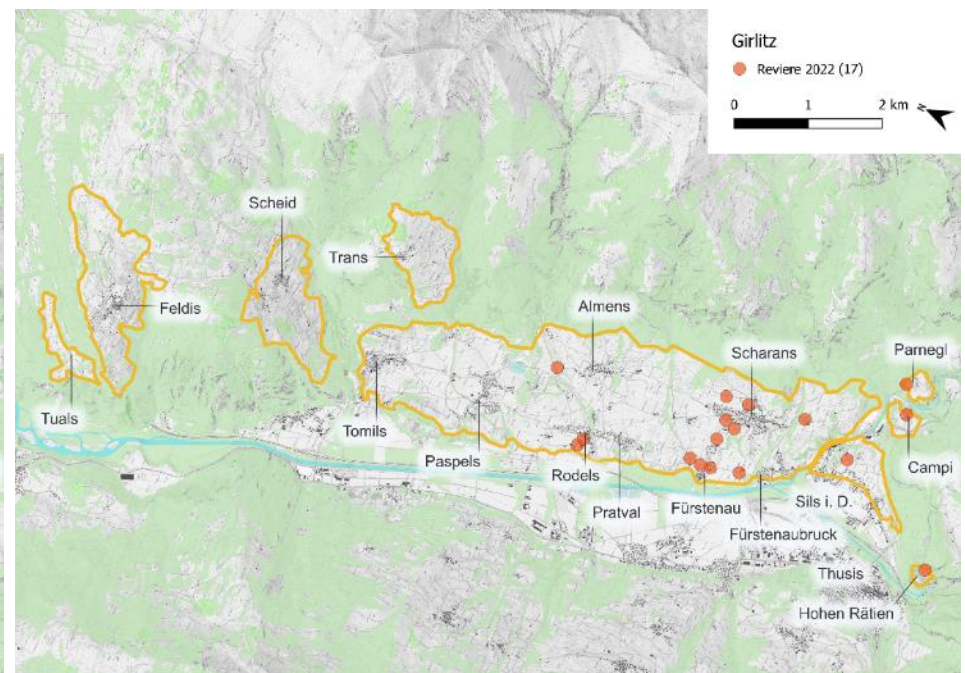 Girlitz
Reviere 2022 (17)
0 1 2 km
N
Scheid
Trans
Feldis
Almens
Scharans
Parnegl
Tuals
Tomils
Paspels
Rodels
Pratval
Fürstenau
Fürstenaubruck
Sils i. D.
Campi
Thusis
Hohen Rätien